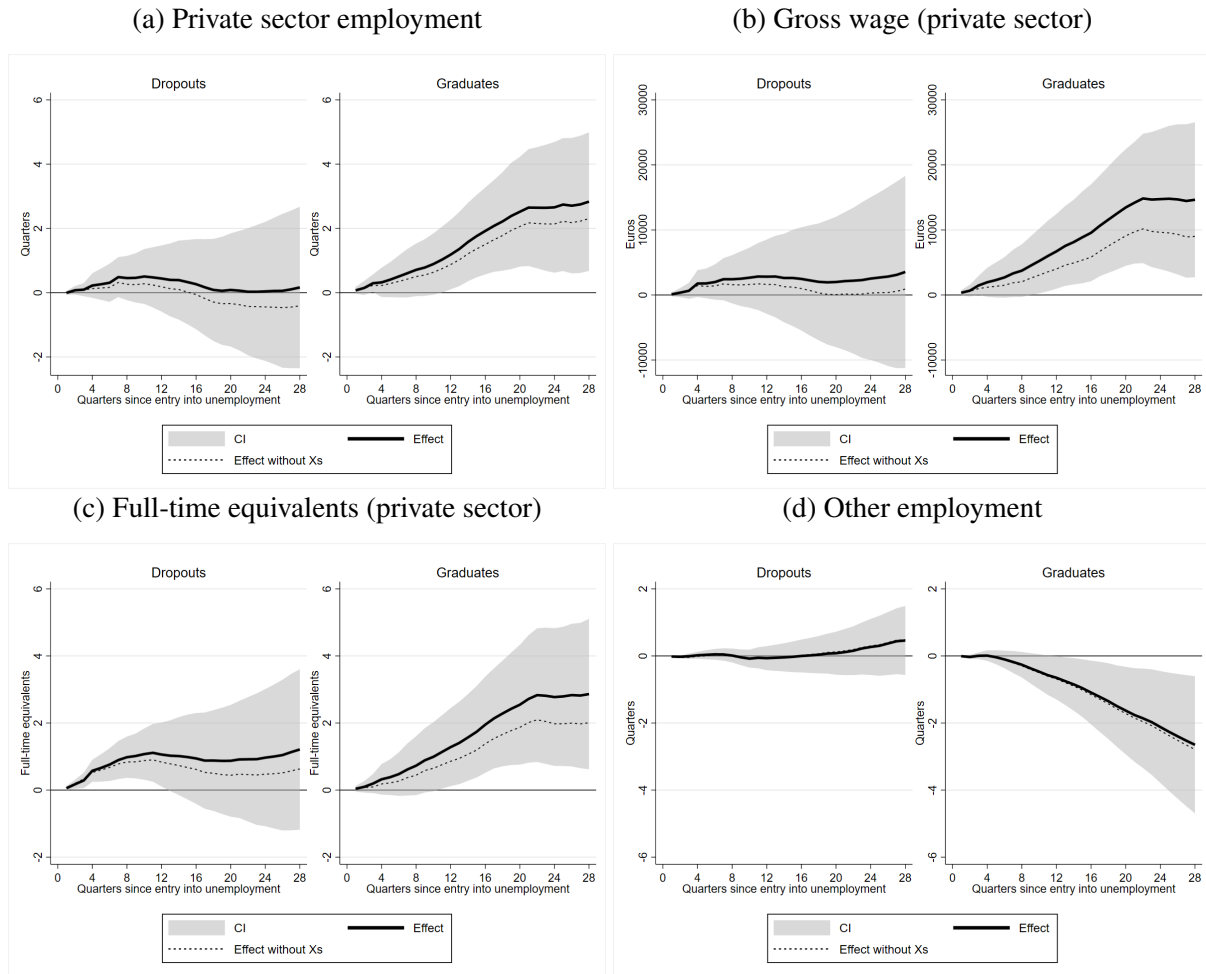 (a) Private sector employment
Dropouts
Graduates
Quarters
6
4
2
0
-2
0 4 8 12 16 20 24 28
Quarters since entry into unemployment
Quarters
6
4
2
0
-2
0 4 8 12 16 20 24 28
Quarters since entry into unemployment
CI
Effect
Effect without Xs
(b) Gross wage (private sector)
Dropouts
Graduates
Euros
30000
20000
10000
0
-10000
0 4 8 12 16 20 24 28
Quarters since entry into unemployment
Euros
30000
20000
10000
0
-10000
0 4 8 12 16 20 24 28
Quarters since entry into unemployment
CI
Effect
Effect without Xs
(c) Full-time equivalents (private sector)
Dropouts
Graduates
Full-time equivalents
6
4
2
0
-2
0 4 8 12 16 20 24 28
Quarters since entry into unemployment
Full-time equivalents
6
4
2
0
-2
0 4 8 12 16 20 24 28
Quarters since entry into unemployment
CI
Effect
Effect without Xs
(d) Other employment
Dropouts
Graduates
Quarters
2
0
-2
-4
-6
0 4 8 12 16 20 24 28
Quarters since entry into unemployment
Quarters
2
0
-2
-4
-6
0 4 8 12 16 20 24 28
Quarters since entry into unemployment
CI
Effect
Effect without Xs